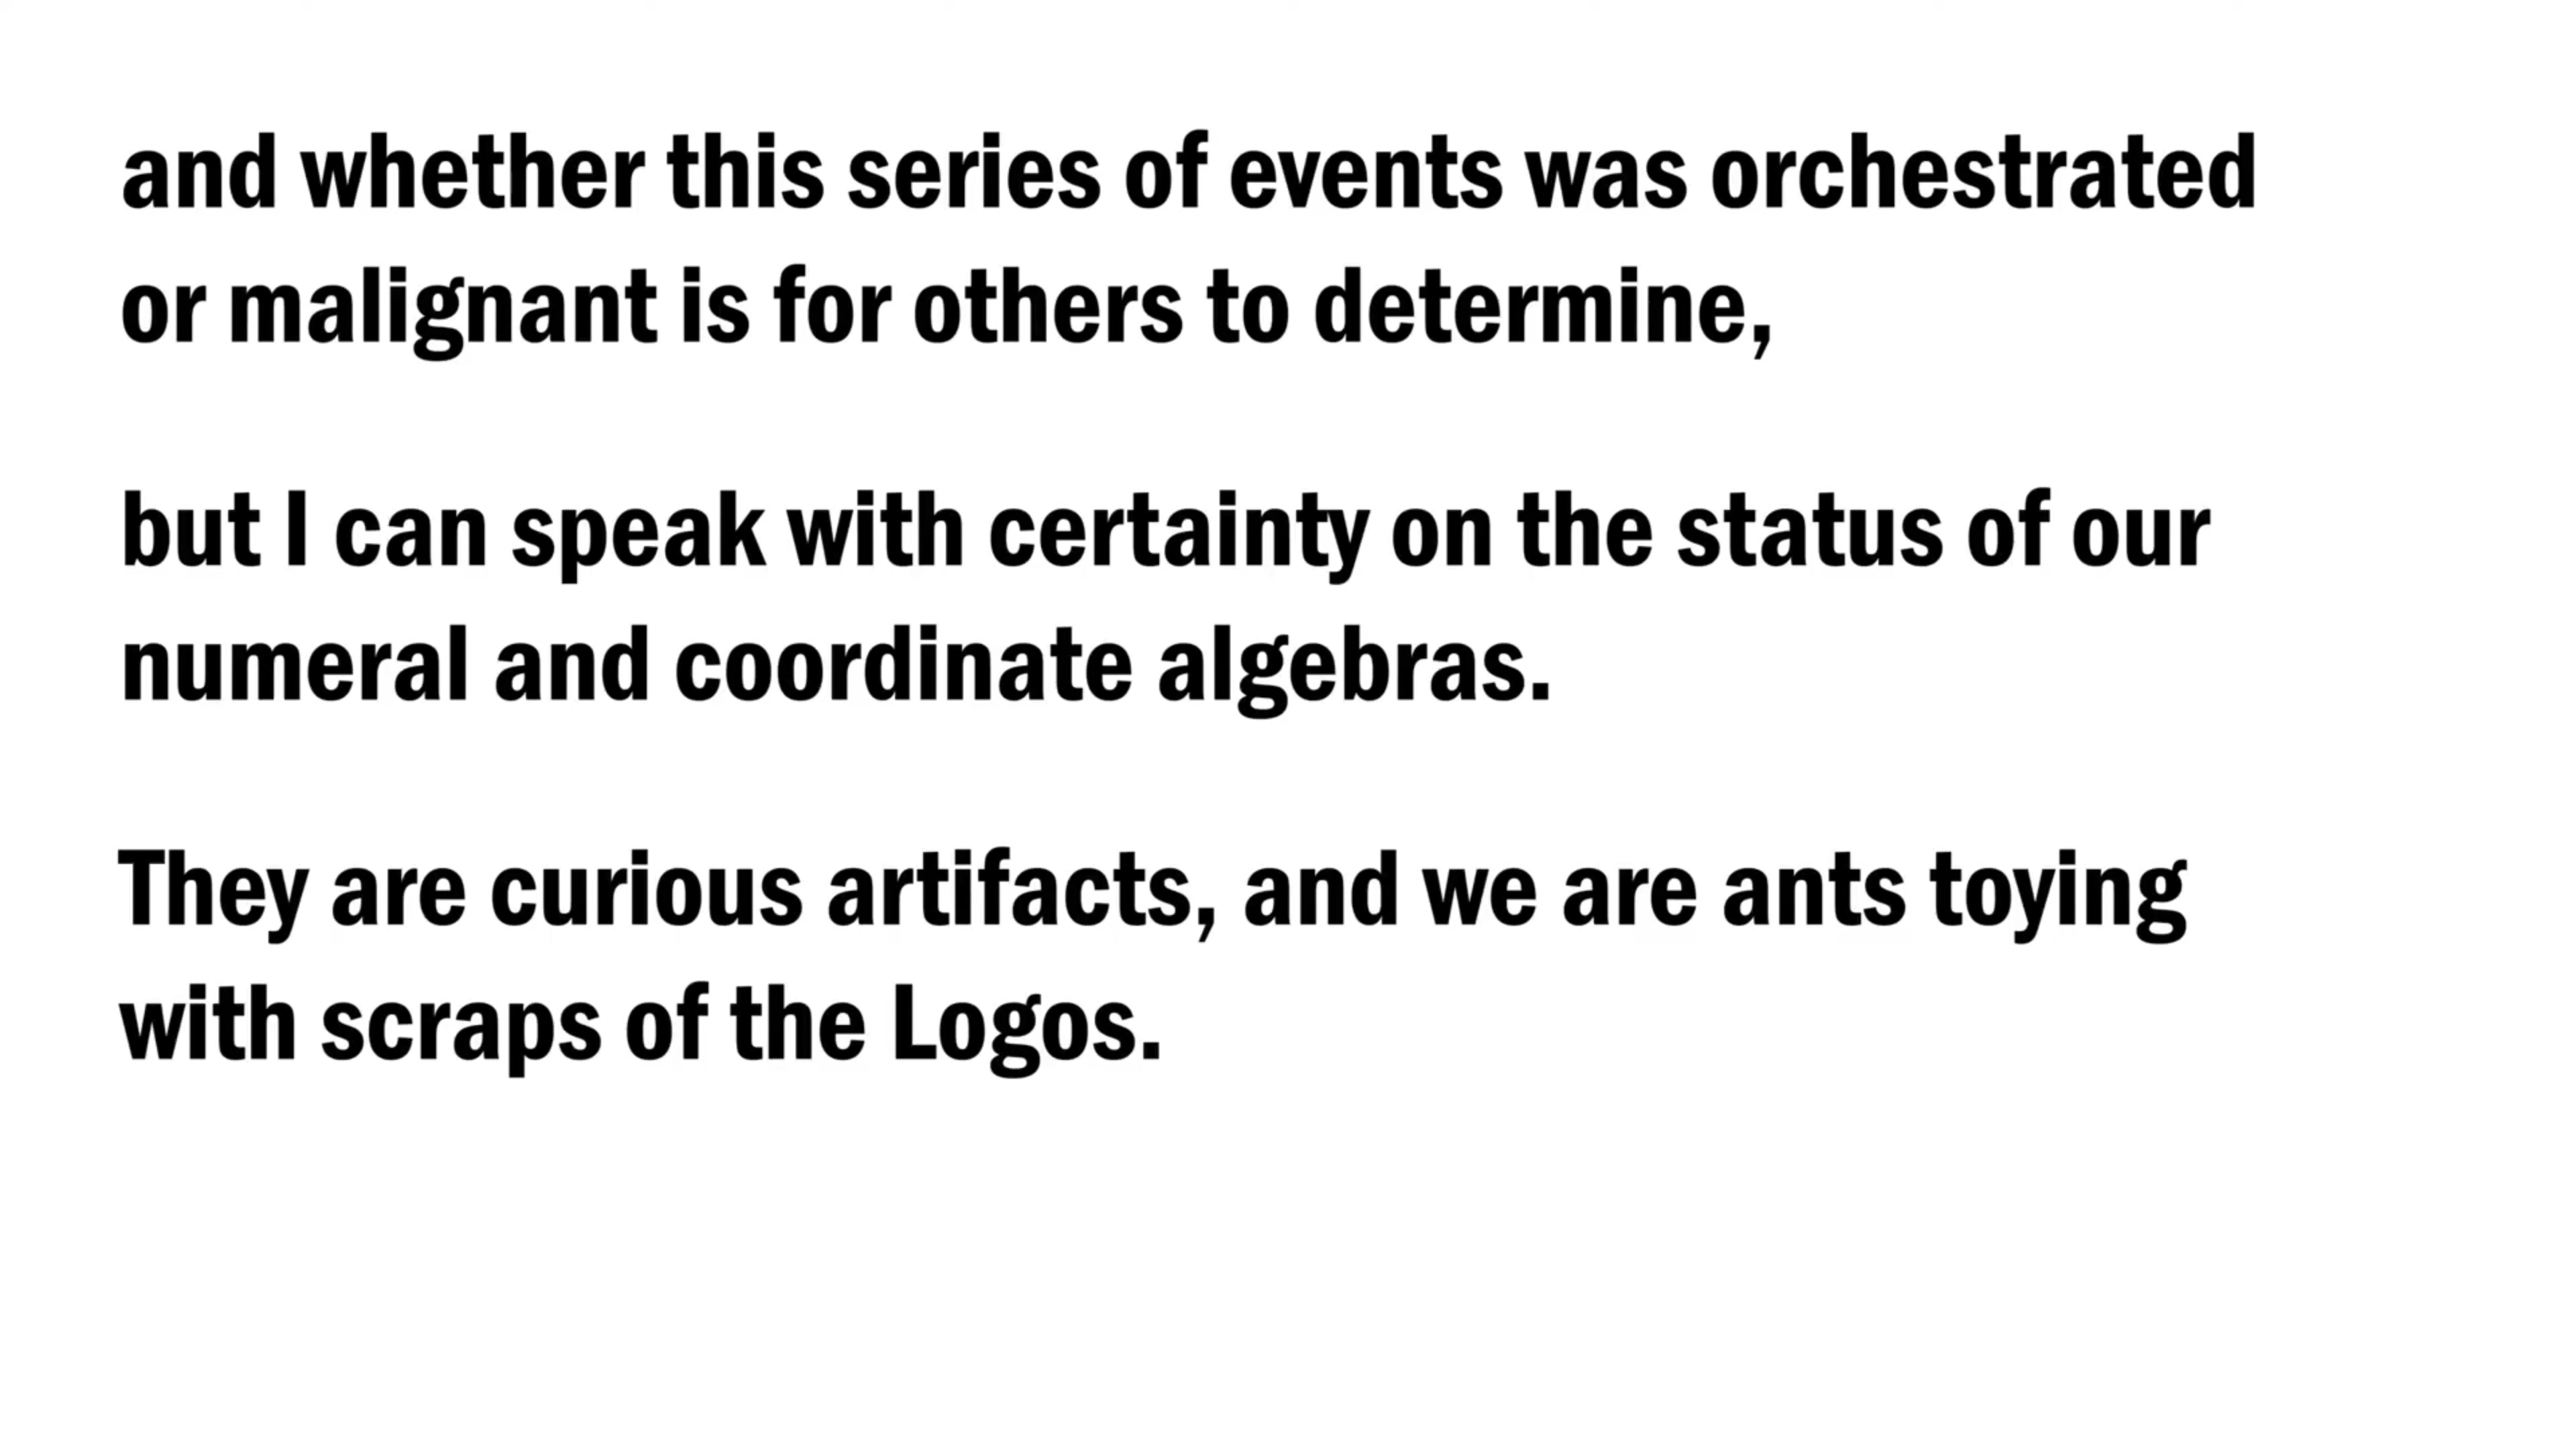 and whether this series of events was orchestrated
or malignant is for others to determine,
but I can speak with certainty on the status of our
numeral and coordinate algebras.
They are curious artifacts, and we are ants toying
with scraps of the Logos.